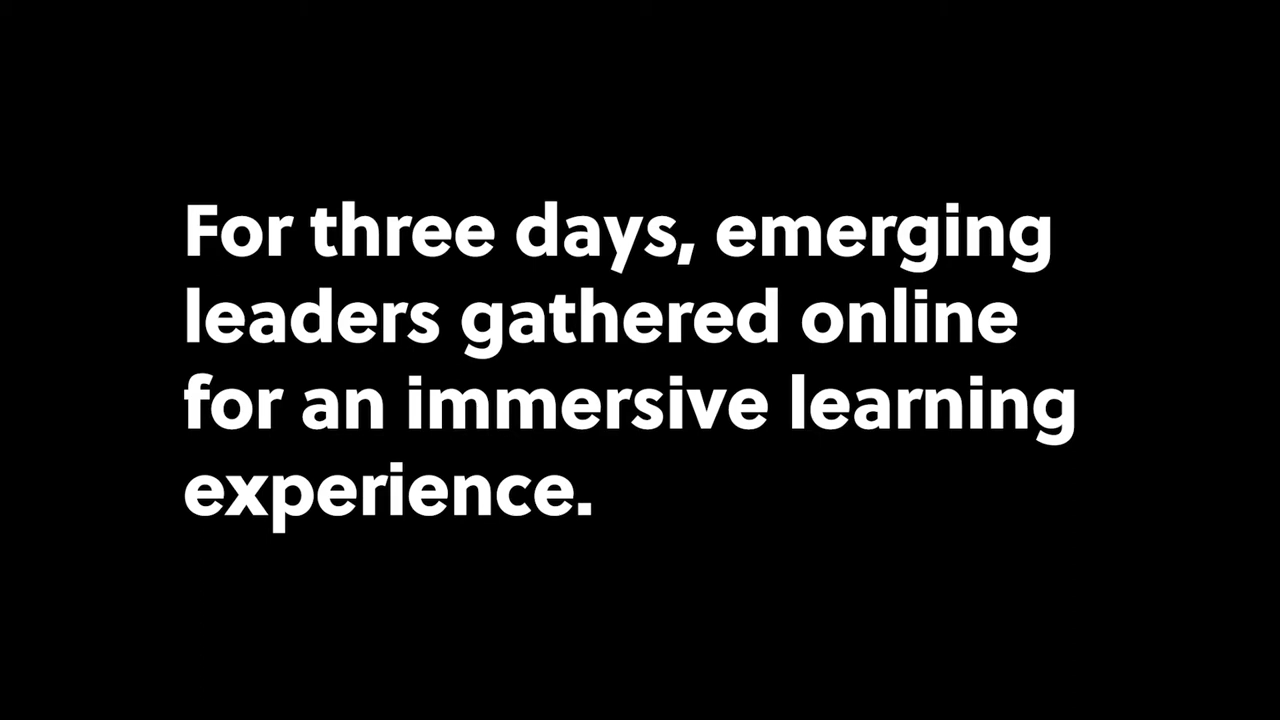 For three days, emerging
leaders gathered online
for an immersive learning
experience.